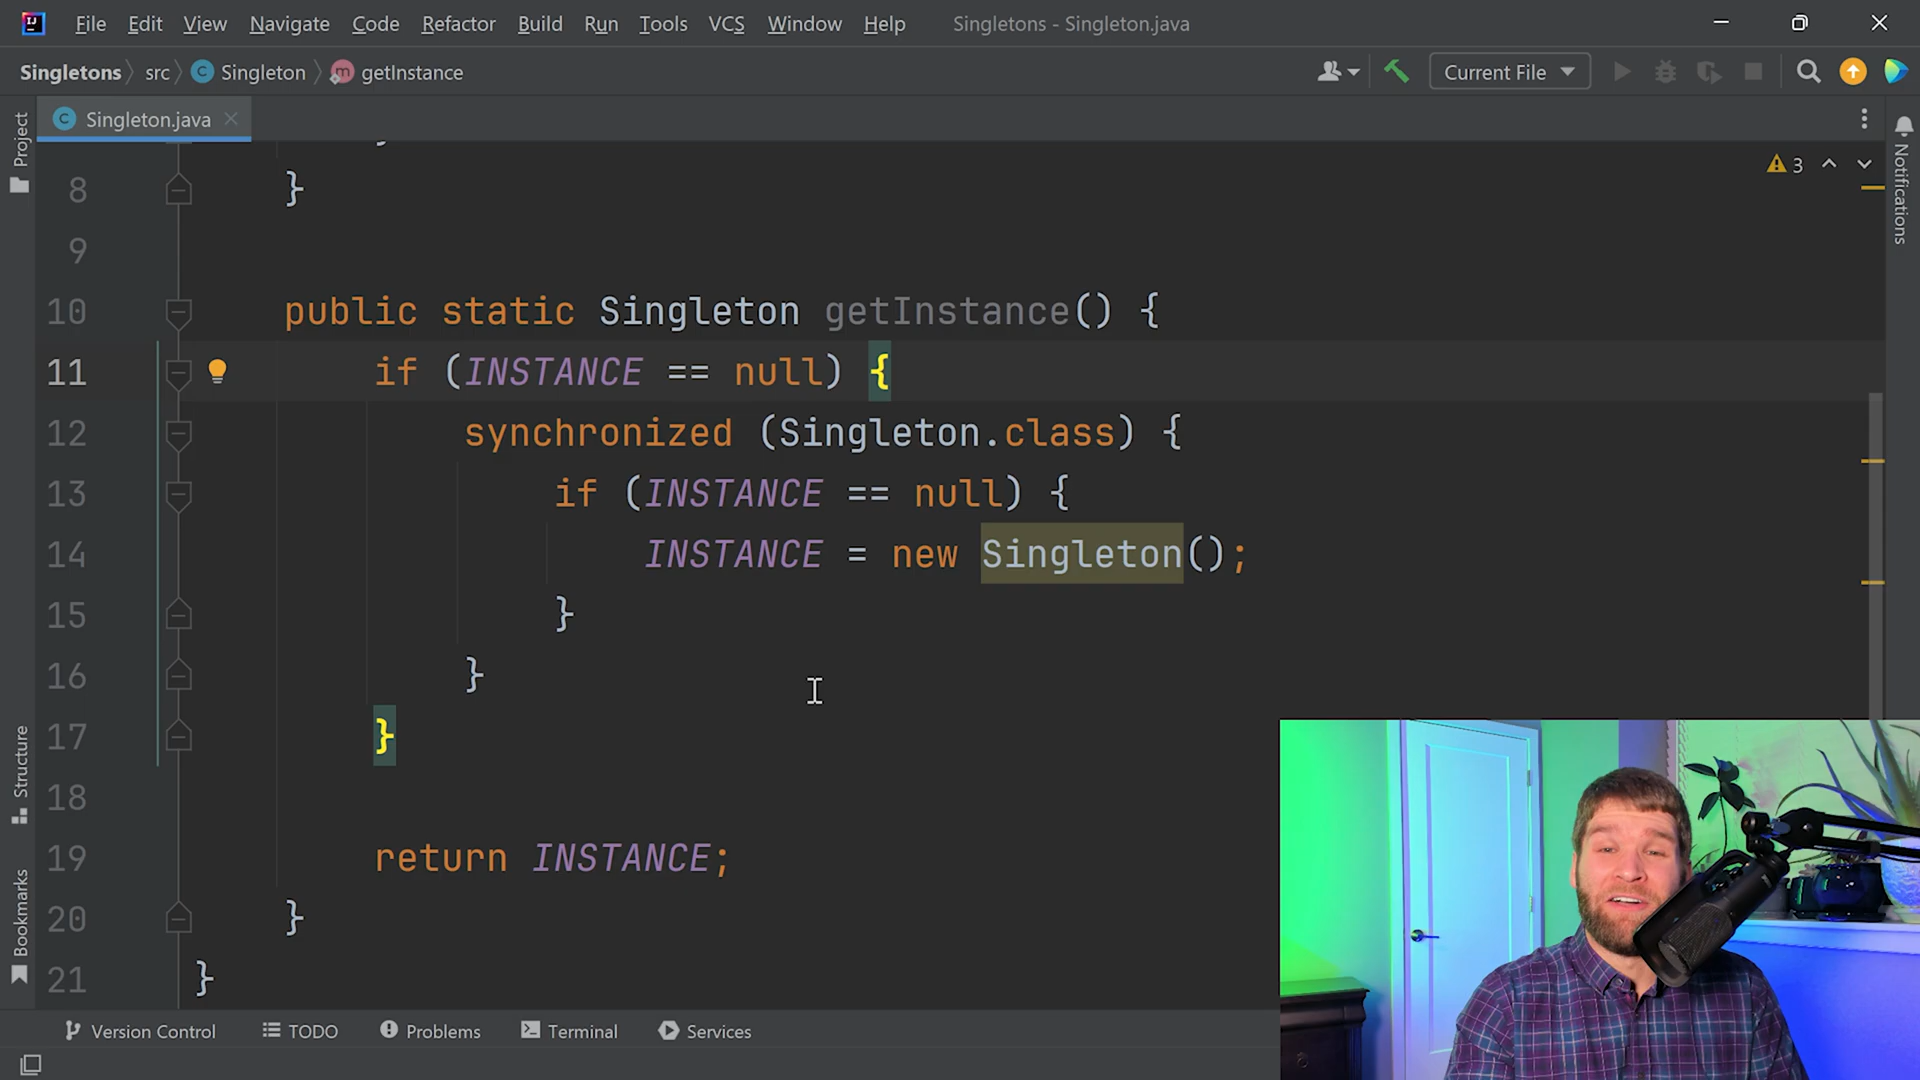 File Edit View Navigate Code Refactor Build Run Tools VCS Window Help Singletons - Singleton.java
Singletons src Singleton getInstance Current File
Project
Singleton.java
Notifications
3
8 }
9
10 public static Singleton getInstance() {
11 if (INSTANCE == null) {
12 synchronized (Singleton.class) {
13 if (INSTANCE == null) {
14 INSTANCE = new Singleton();
15 }
16 }
17 }
18
19 return INSTANCE;
20 }
21 }
Structure
Bookmarks
Version Control TODO Problems Terminal Services